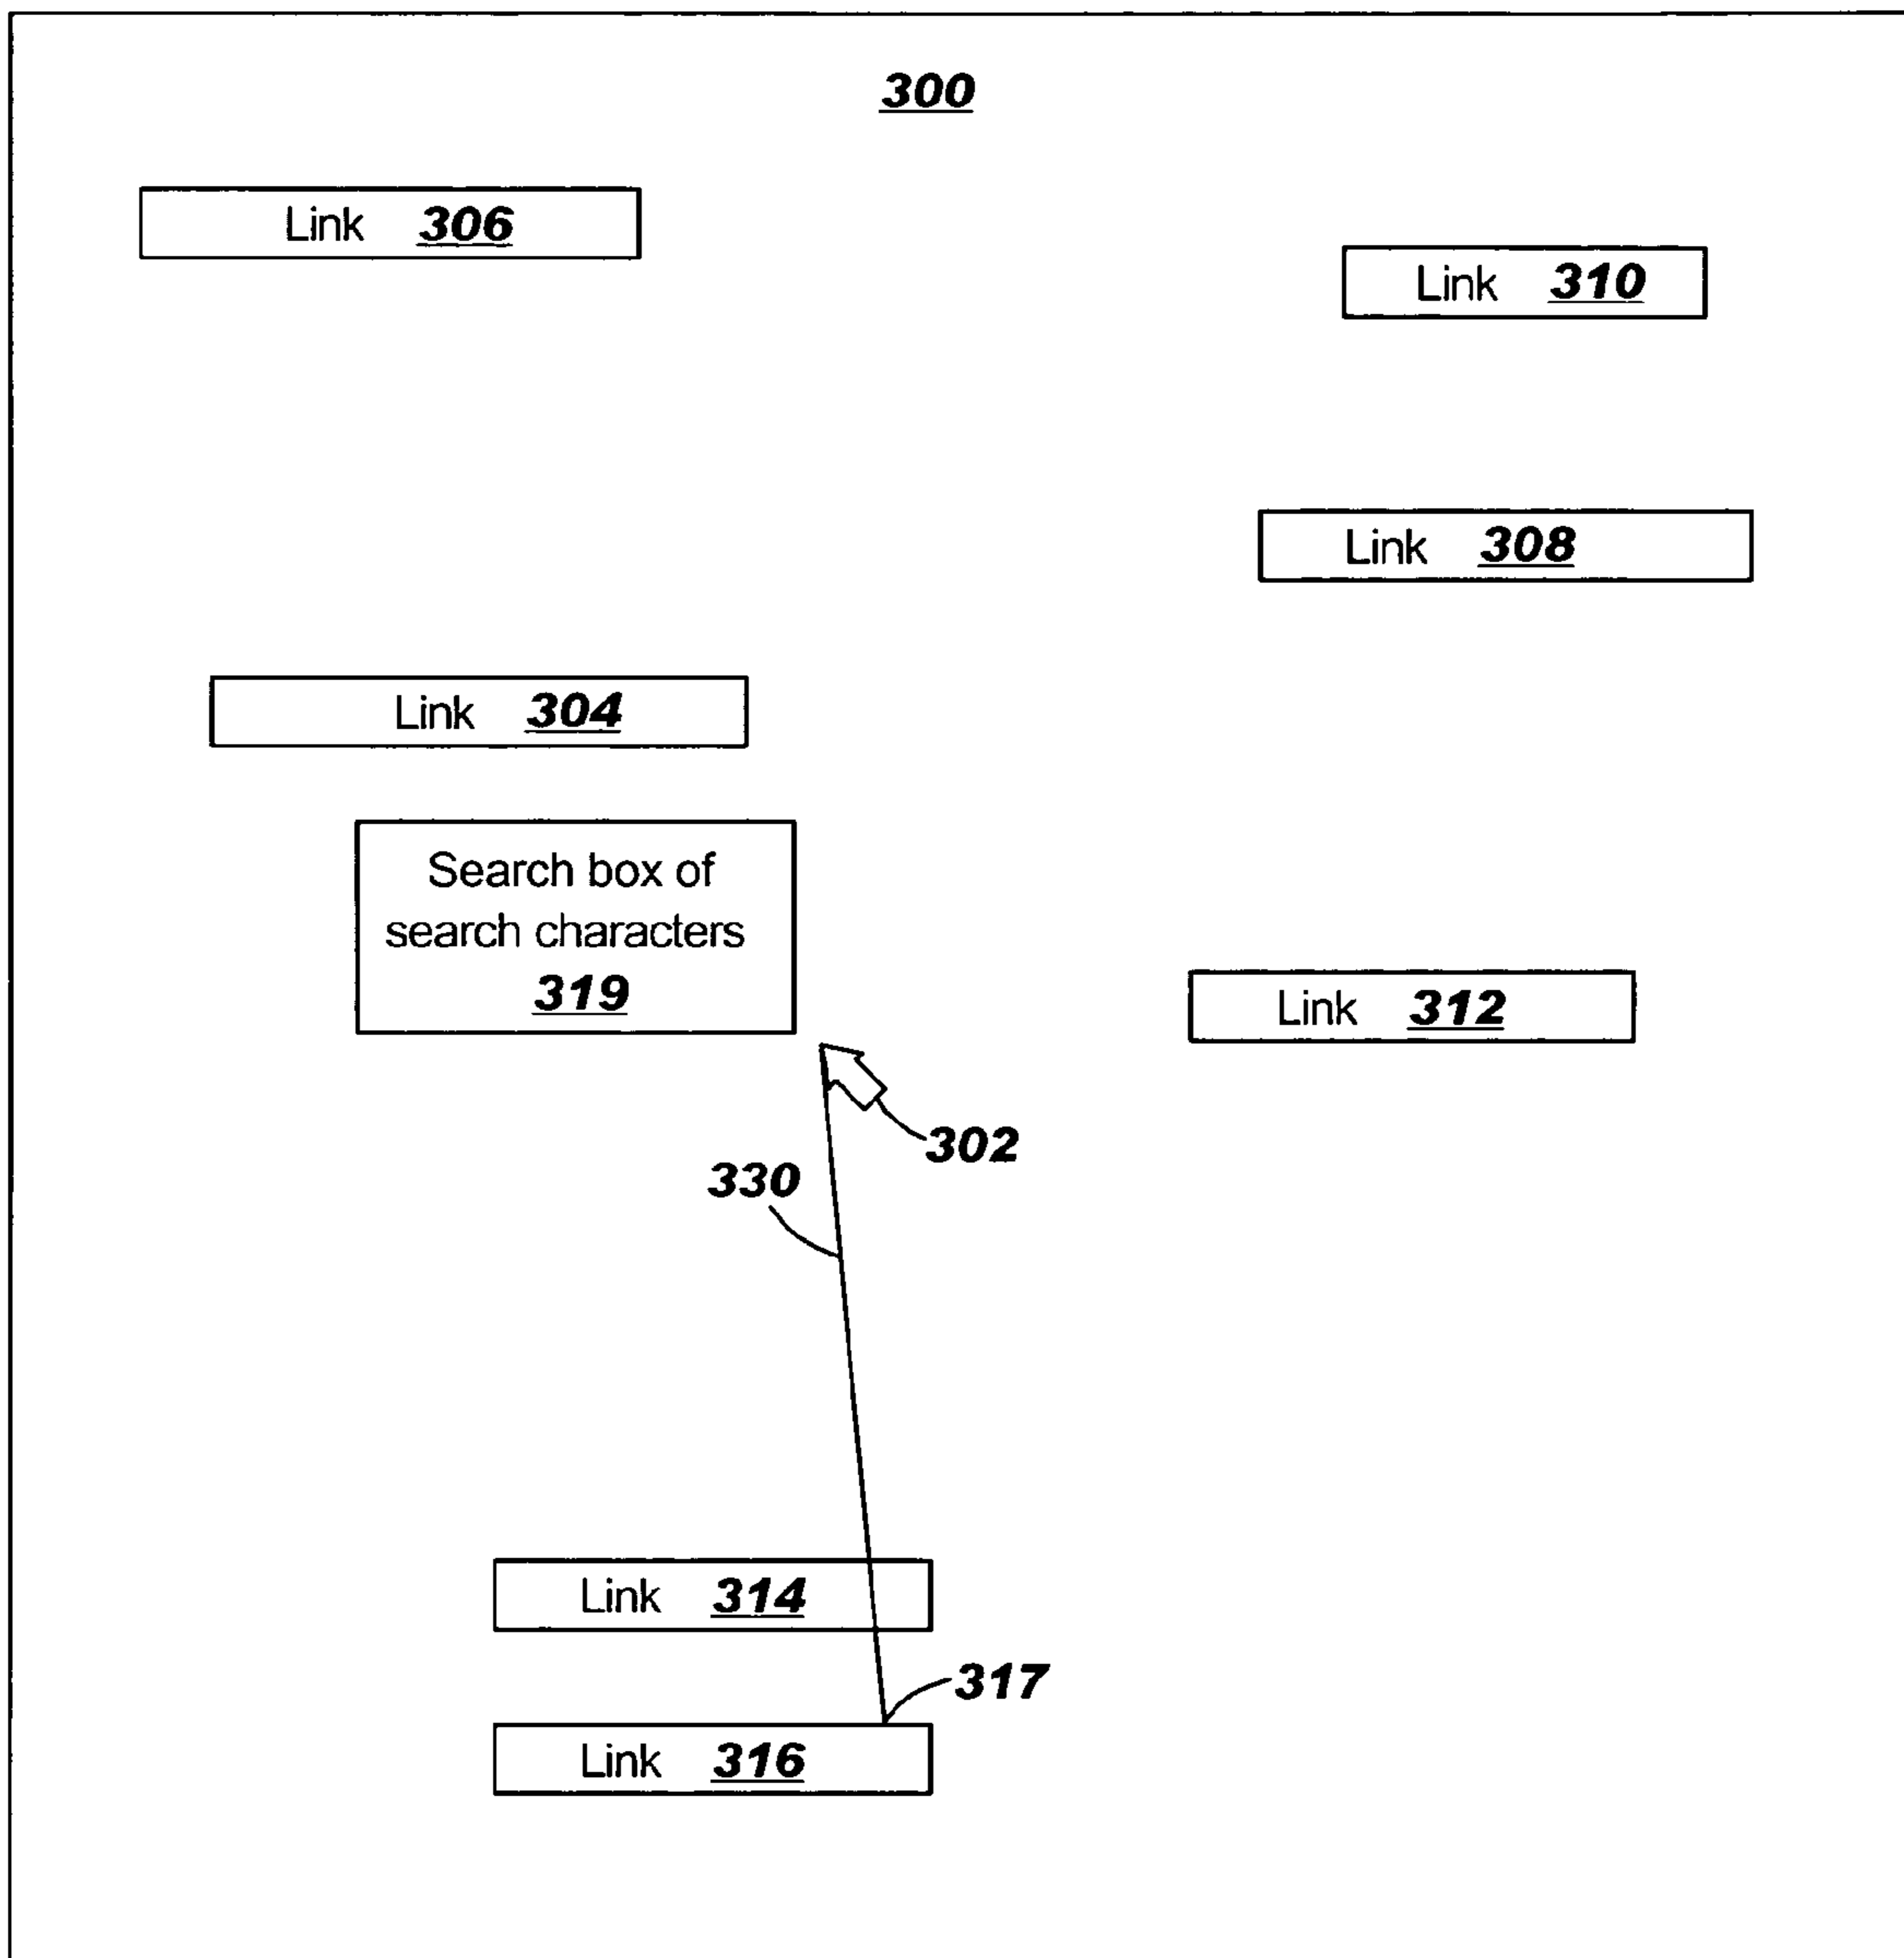 300
Link 306
Link 310
Link 308
Link 304
Search box of
search characters
319
Link 312
302
330
Link 314
317
Link 316